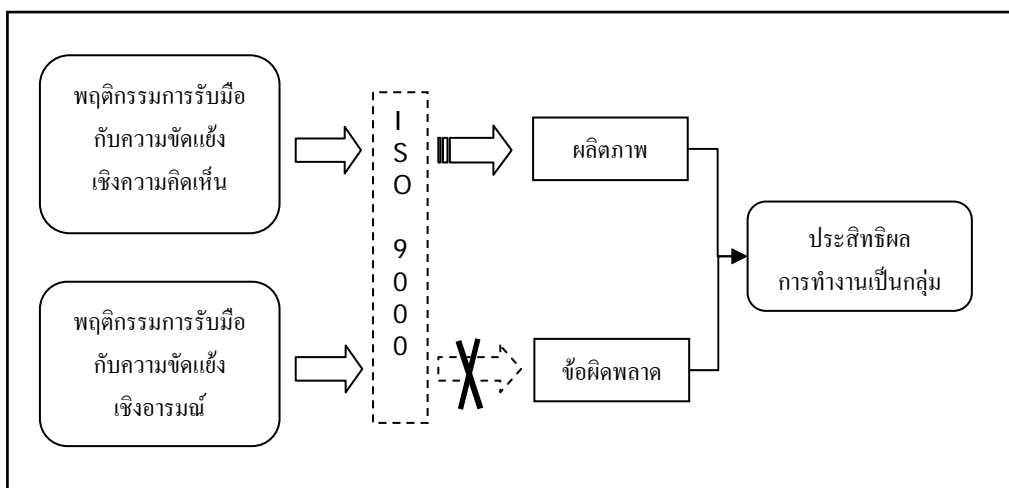 พฤติกรรมการรับมือ
กับความขัดแย้ง
เชิงความคิดเห็น
พฤติกรรมการรับมือ
กับความขัดแย้ง
เชิงอารมณ์
I
S
O
9
0
0
0
ผลิตภาพ
ข้อผิดพลาด
ประสิทธิผล
การทำงานเป็นกลุ่ม